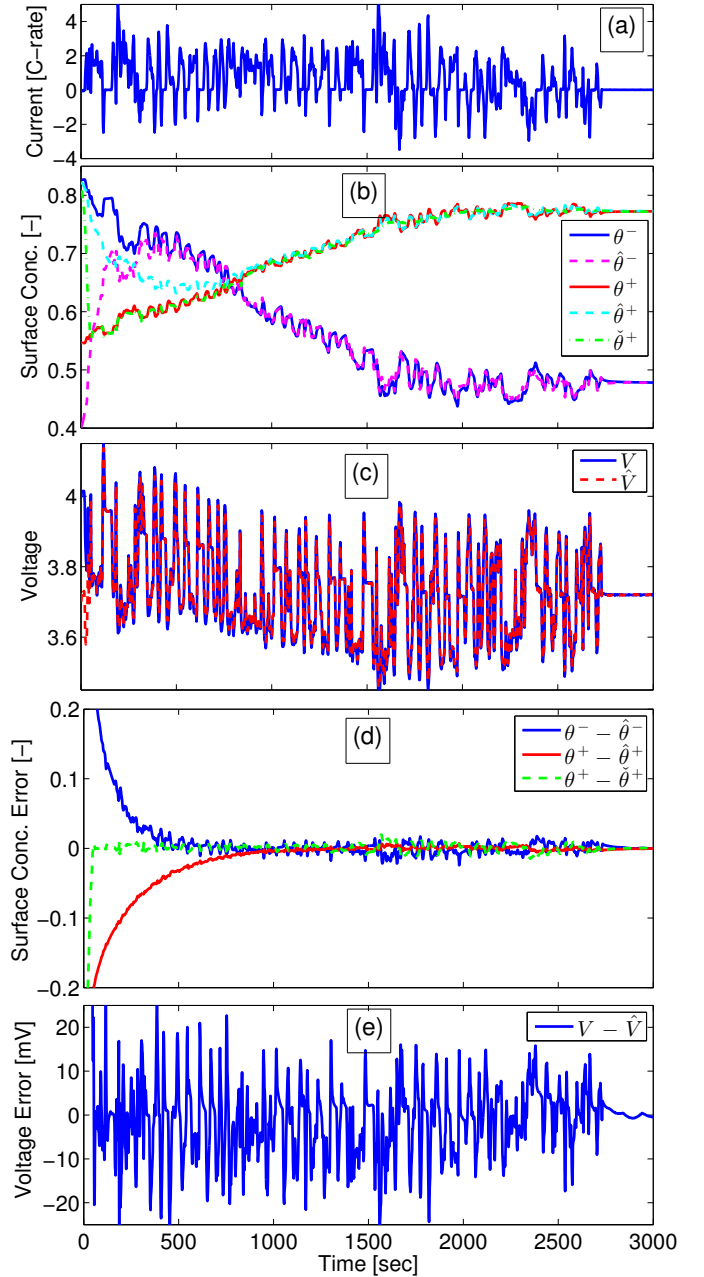 Current [C−rate]
4
2
0
−2
−4
(a)
Surface Conc. [−]
0.8
0.7
0.6
0.5
0.4
(b)
θ⁻
θ̂⁻
θ⁺
θ̂⁺
θ̌⁺
Voltage
4
3.8
3.6
(c)
V
V̂
Surface Conc. Error [−]
0.2
0.1
0
−0.1
−0.2
(d)
θ⁻ − θ̂⁻
θ⁺ − θ̂⁺
θ⁺ − θ̌⁺
Voltage Error [mV]
20
10
0
−10
−20
(e)
V − V̂
0 500 1000 1500 2000 2500 3000
Time [sec]